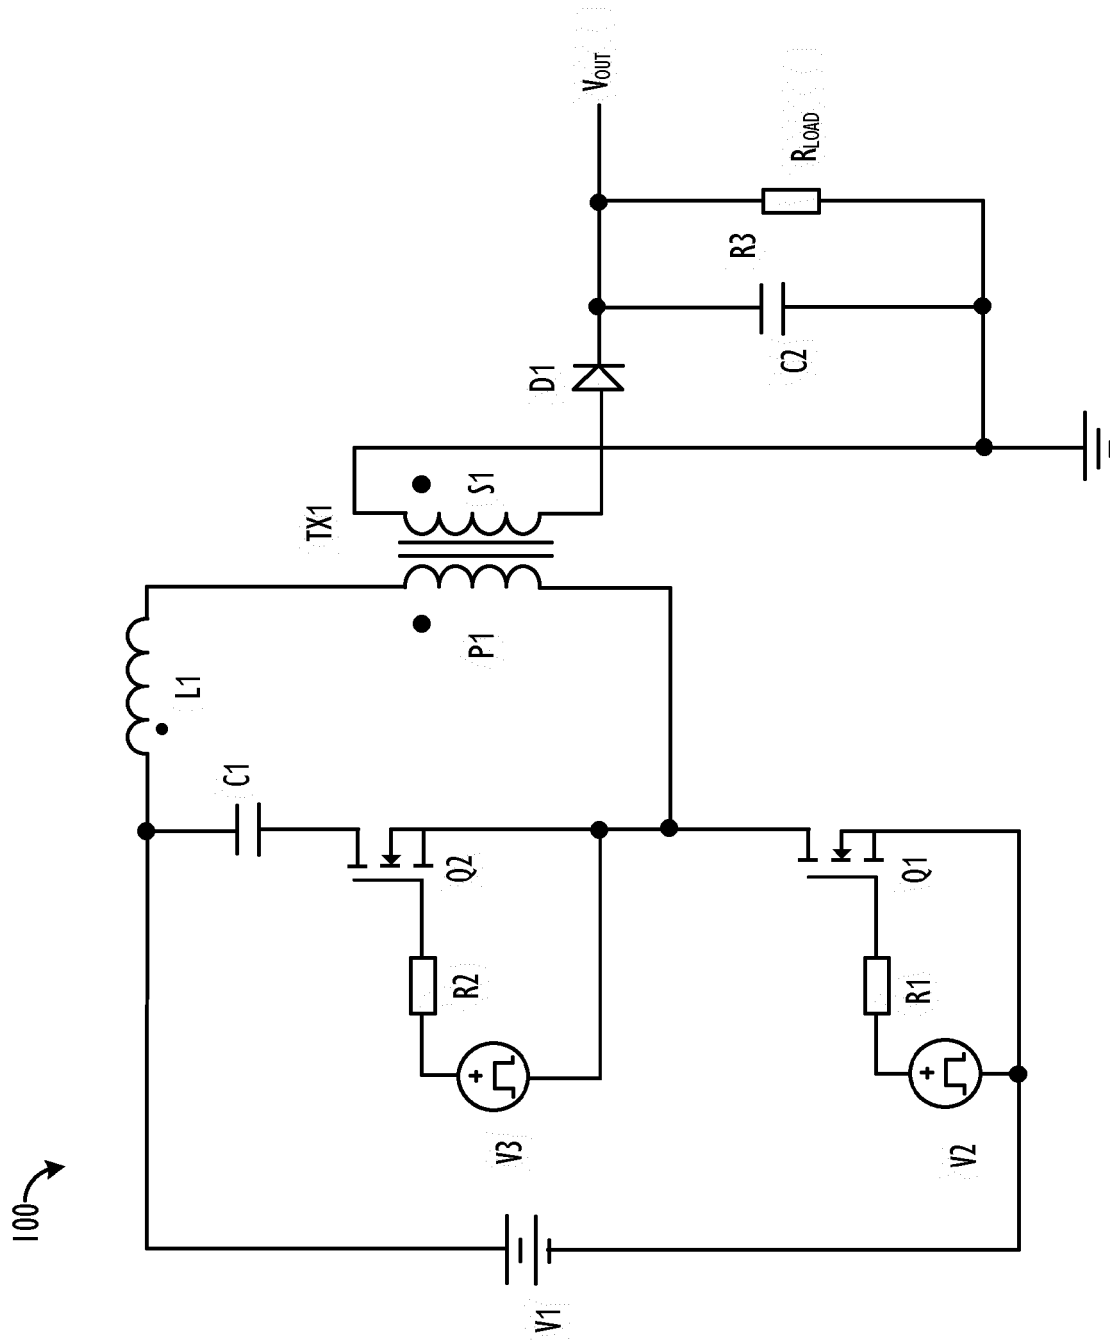 100
V1
V3
V2
R2
R1
Q2
Q1
C1
L1
P1
TX1
S1
D1
C2
R3
RLOAD
VOUT
+
+